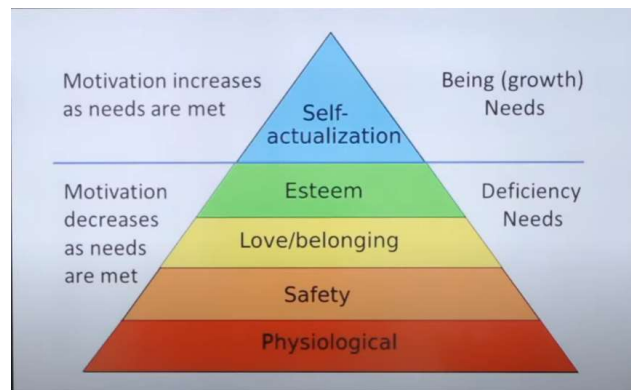 Motivation increases
as needs are met
Being (growth)
Needs
Self-
actualization
Motivation
decreases
as needs
are met
Deficiency
Needs
Esteem
Love/belonging
Safety
Physiological